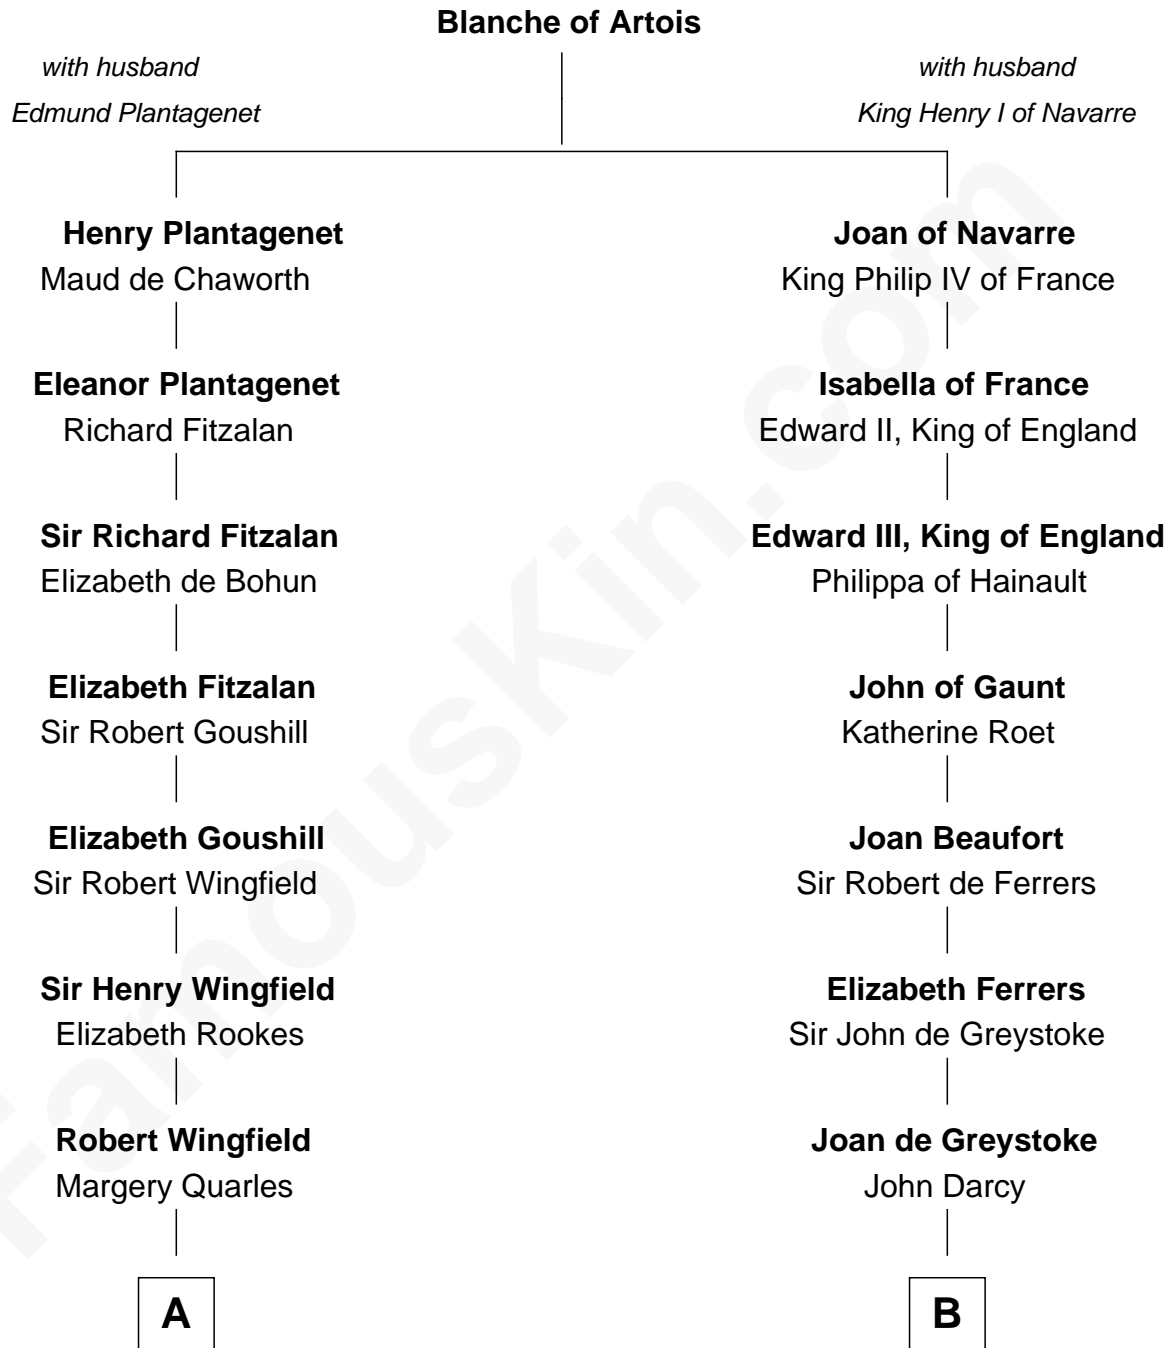 Blanche of Artois
with husband
Edmund Plantagenet
with husband
King Henry I of Navarre
Henry Plantagenet
Maud de Chaworth
Joan of Navarre
King Philip IV of France
Eleanor Plantagenet
Richard Fitzalan
Isabella of France
Edward II, King of England
Sir Richard Fitzalan
Elizabeth de Bohun
Edward III, King of England
Philippa of Hainault
Elizabeth Fitzalan
Sir Robert Goushill
John of Gaunt
Katherine Roet
Elizabeth Goushill
Sir Robert Wingfield
Joan Beaufort
Sir Robert de Ferrers
Sir Henry Wingfield
Elizabeth Rookes
Elizabeth Ferrers
Sir John de Greystoke
Robert Wingfield
Margery Quarles
Joan de Greystoke
John Darcy
A
B
FamousKin.com